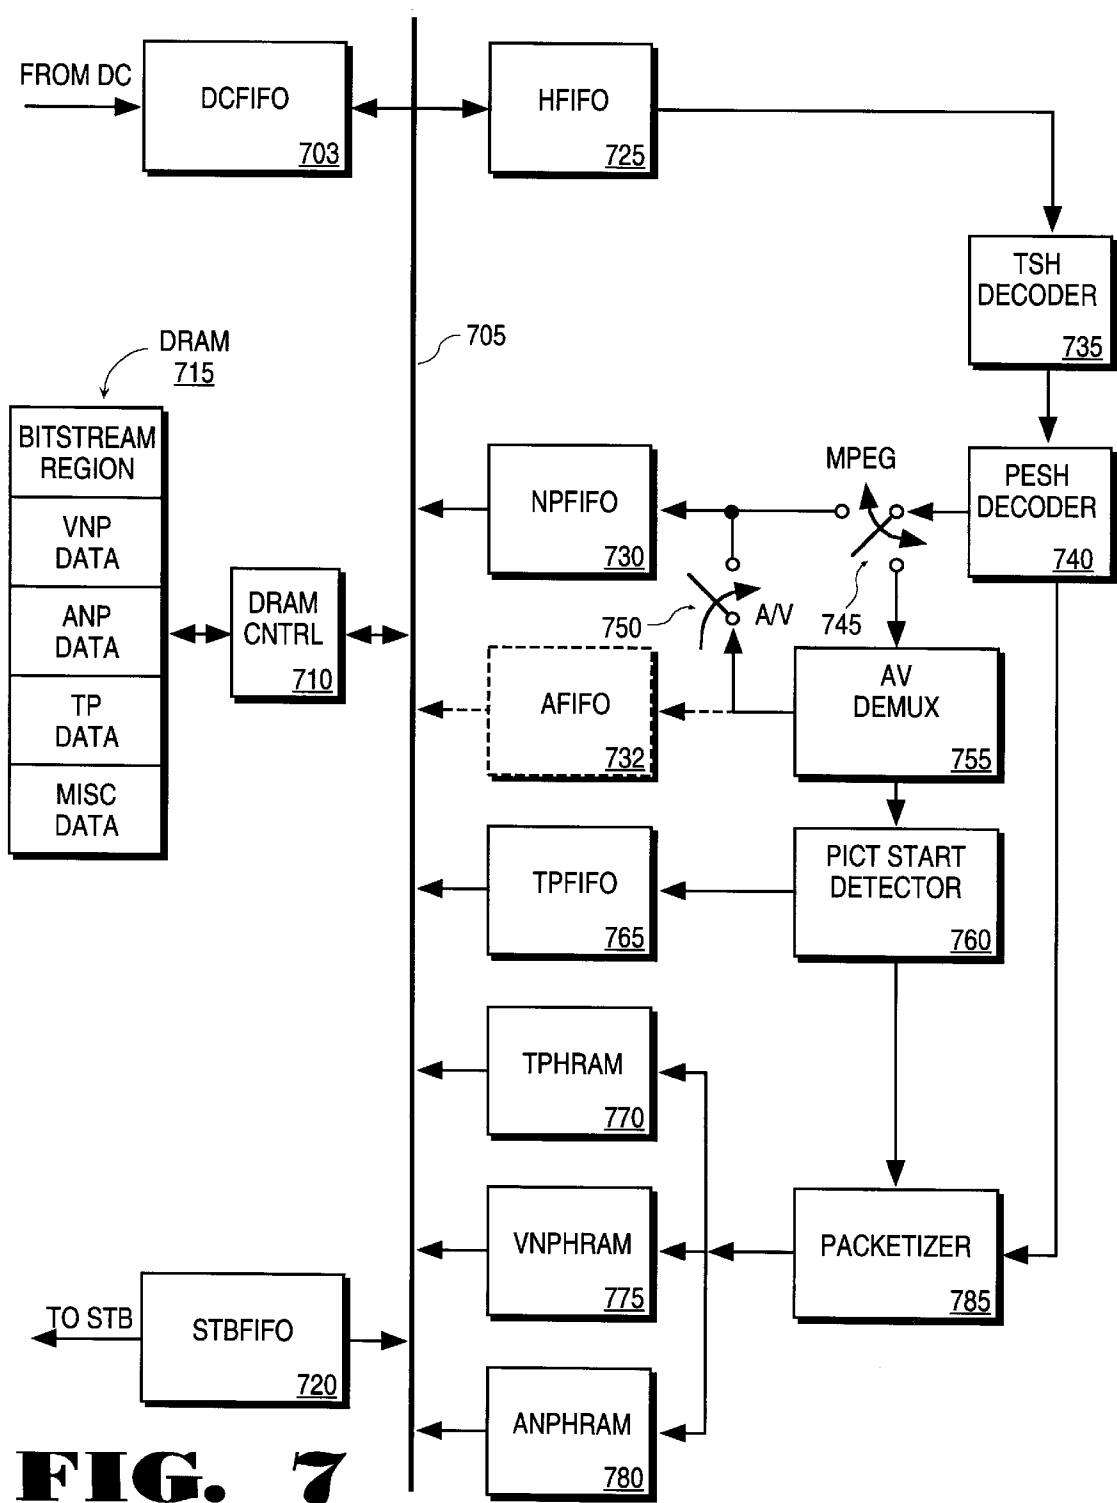 FROM DC
DCFIFO
703
HFIFO
725
TSH
DECODER
735
705
DRAM
715
BITSTREAM
REGION
VNP
DATA
ANP
DATA
TP
DATA
MISC
DATA
DRAM
CNTRL
710
NPFIFO
730
MPEG
PESH
DECODER
740
745
750
A/V
AFIFO
732
AV
DEMUX
755
TPFIFO
765
PICT START
DETECTOR
760
TPHRAM
770
VNPHRAM
775
PACKETIZER
785
TO STB
STBFIFO
720
ANPHRAM
780
FIG. 7